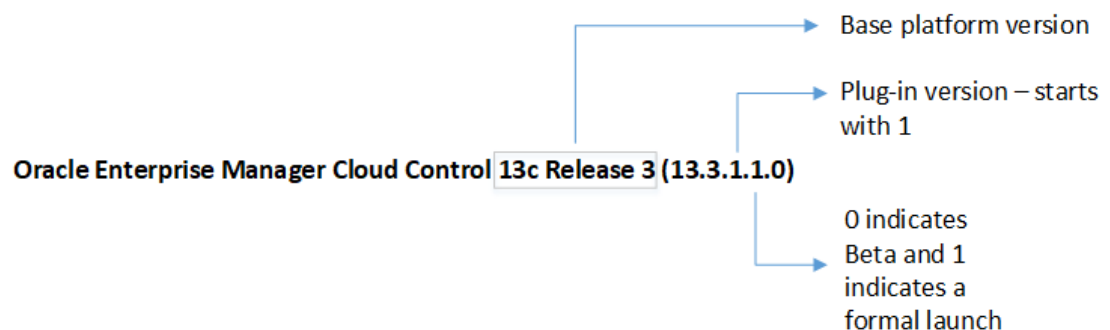 Base platform version
Plug-in version – starts
with 1
Oracle Enterprise Manager Cloud Control 13c Release 3 (13.3.1.1.0)
0 indicates
Beta and 1
indicates a
formal launch